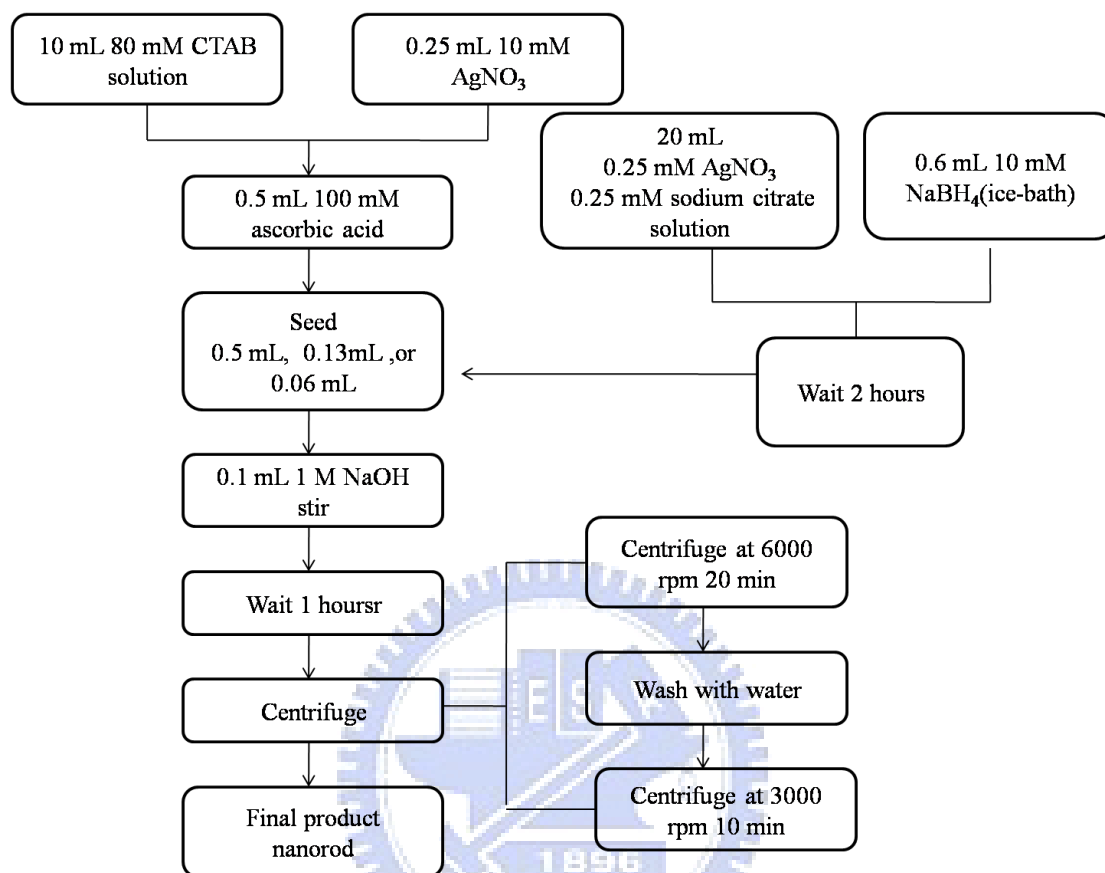 10 mL 80 mM CTAB
solution
0.25 mL 10 mM
AgNO₃
20 mL
0.25 mM AgNO₃
0.25 mM sodium citrate
solution
0.6 mL 10 mM
NaBH₄(ice-bath)
0.5 mL 100 mM
ascorbic acid
Seed
0.5 mL, 0.13mL ,or
0.06 mL
Wait 2 hours
0.1 mL 1 M NaOH
stir
Wait 1 hoursr
Centrifuge
Final product
nanorod
Centrifuge at 6000
rpm 20 min
Wash with water
Centrifuge at 3000
rpm 10 min
1896